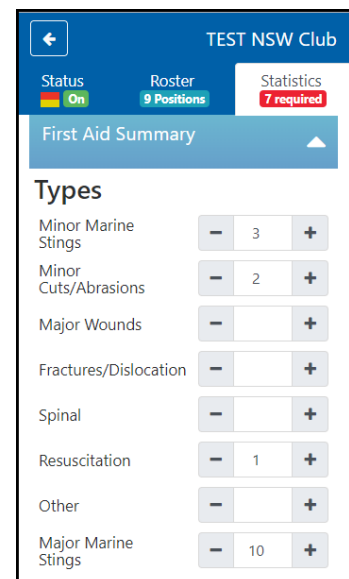 TEST NSW Club
Status Roster Statistics
On 9 Positions 7 required
First Aid Summary
Types
Minor Marine
Stings
− 3 +
Minor
Cuts/Abrasions
− 2 +
Major Wounds − +
Fractures/Dislocation − +
Spinal − +
Resuscitation − 1 +
Other − +
Major Marine
Stings
− 10 +